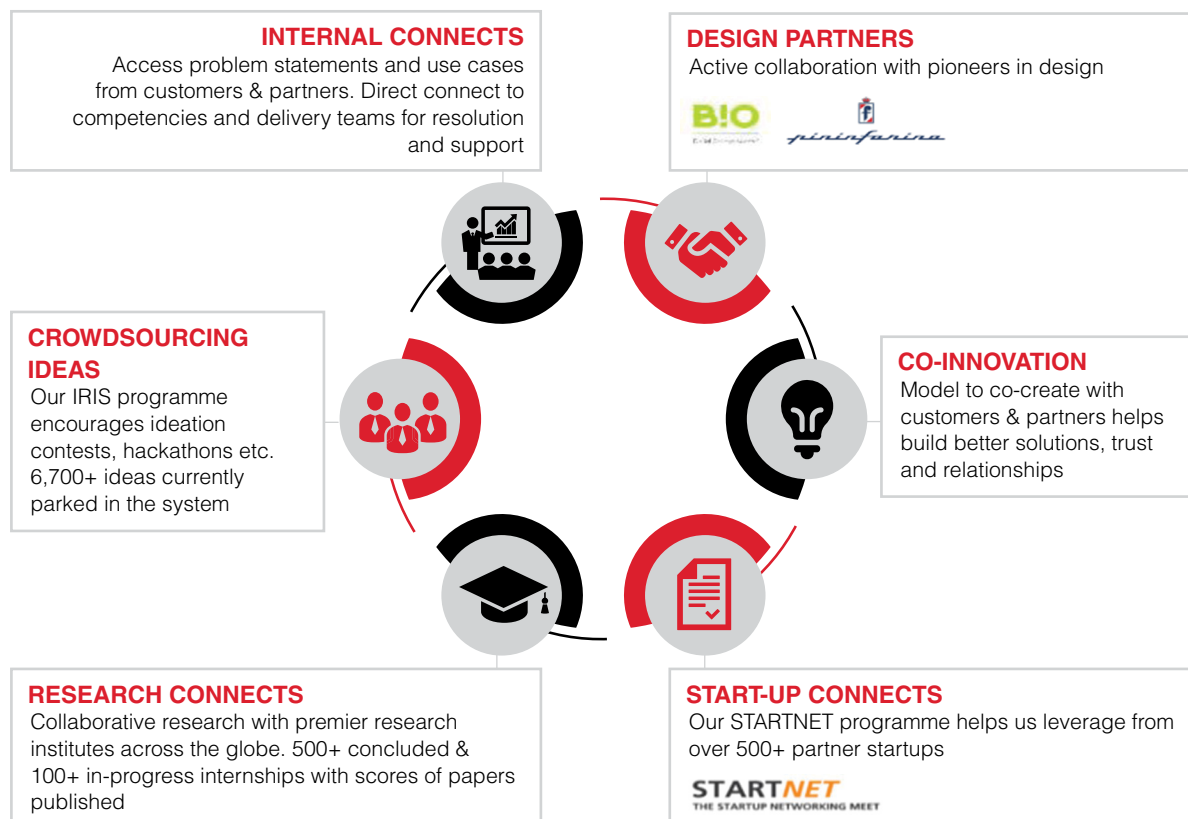 INTERNAL CONNECTS
Access problem statements and use cases
from customers & partners. Direct connect to
competencies and delivery teams for resolution
and support
DESIGN PARTNERS
Active collaboration with pioneers in design
B!O
pininfarina
CROWDSOURCING
IDEAS
Our IRIS programme
encourages ideation
contests, hackathons etc.
6,700+ ideas currently
parked in the system
CO-INNOVATION
Model to co-create with
customers & partners helps
build better solutions, trust
and relationships
RESEARCH CONNECTS
Collaborative research with premier research
institutes across the globe. 500+ concluded &
100+ in-progress internships with scores of papers
published
START-UP CONNECTS
Our STARTNET programme helps us leverage from
over 500+ partner startups
STARTNET
THE STARTUP NETWORKING MEET